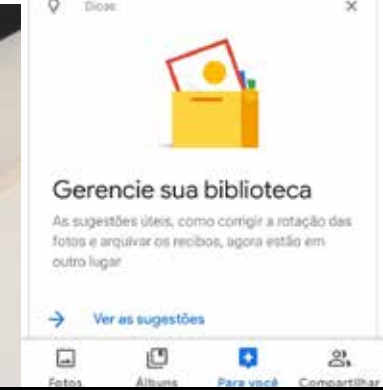 Dicas
Gerencie sua biblioteca
As sugestões úteis, como corrigir a rotação das
fotos e arquivar os recibos, agora estão em
outro lugar
Ver as sugestões
Fotos
Álbuns
Para você
Compartilhar